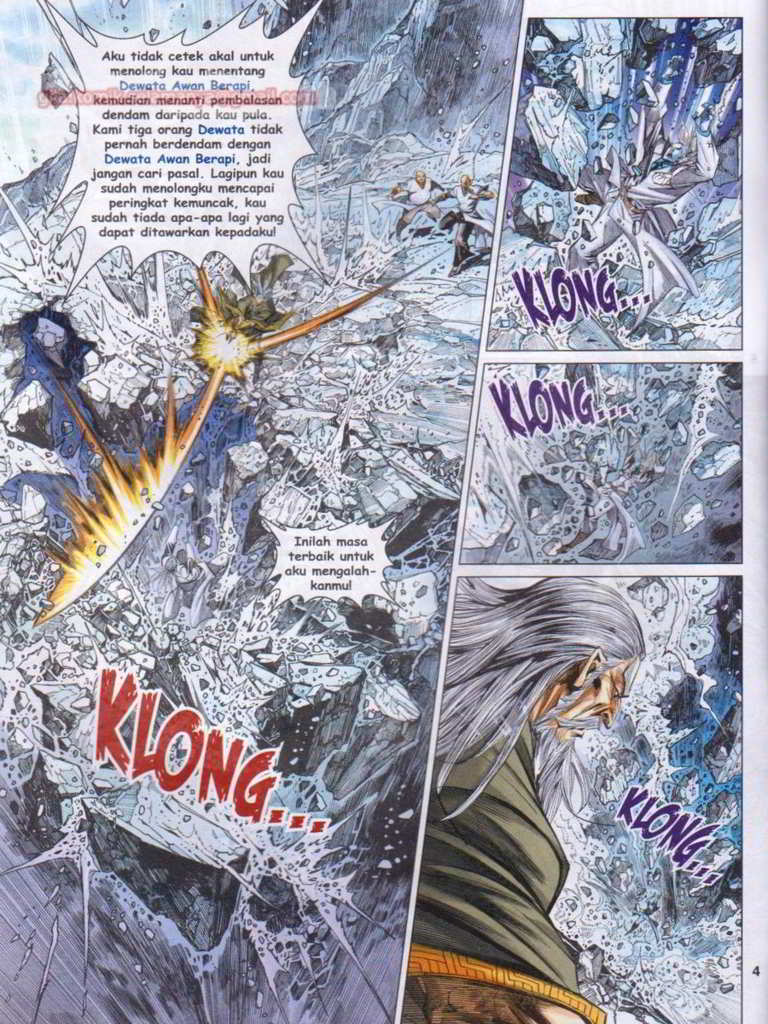 Aku tidak cetek akal untuk
menolong kau menentang
Dewata Awan Berapi,
kemudian menanti pembalasan
dendam daripada kau pula.
Kami tiga orang Dewata tidak
pernah berdendam dengan
Dewata Awan Berapi, jadi
jangan cari pasal. Lagipun kau
sudah menolongku mencapai
peringkat kemuncak, kau
sudah tiada apa-apa lagi yang
dapat ditawarkan kepadaku!
KLONG...
KLONG...
Inilah masa
terbaik untuk
aku mengalah-
kanmu!
KLONG...
KLONG...
4